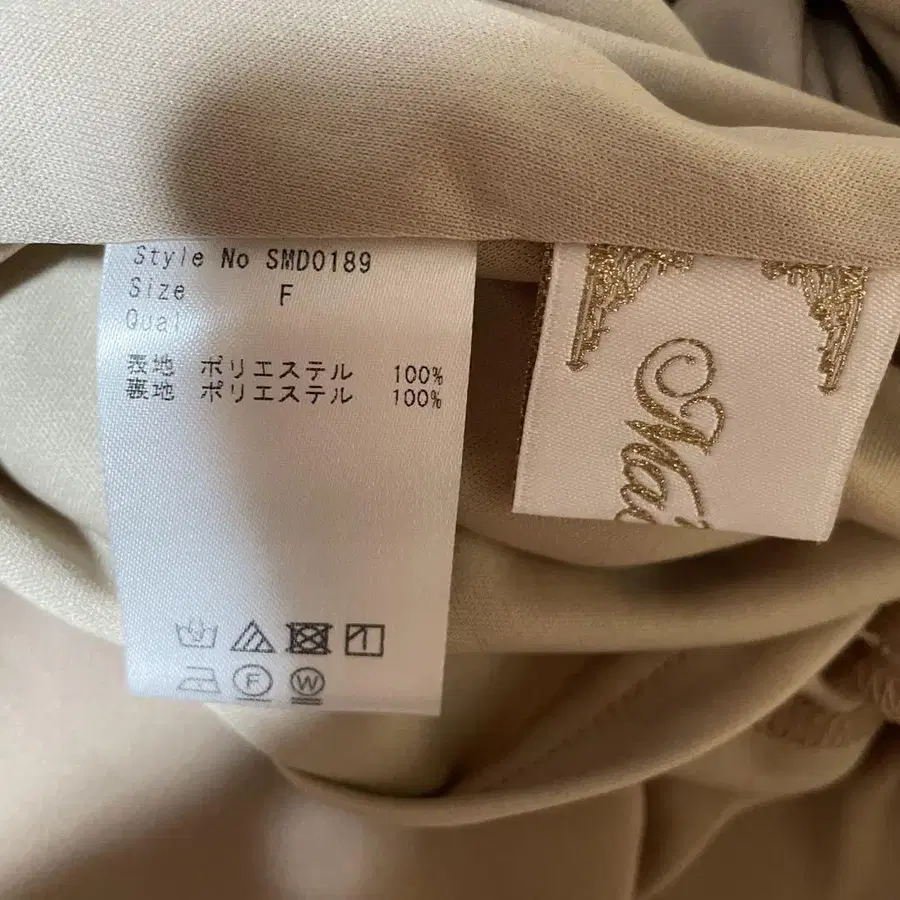 Style No SMD0189
Size F
Qual
表地 ポリエステル 100%
裏地 ポリエステル 100%
F
W